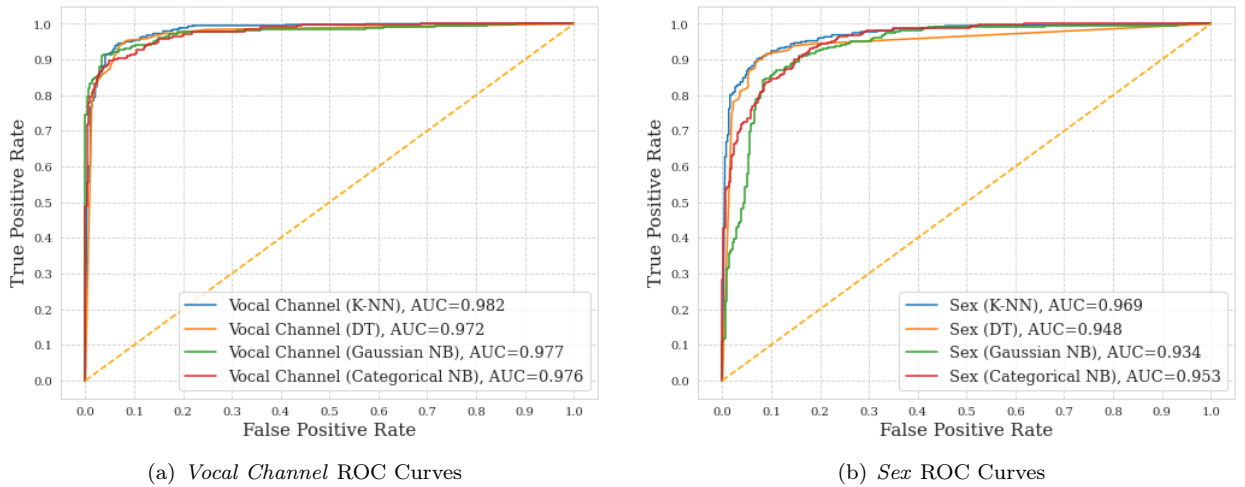 1.0
0.9
0.8
0.7
0.6
0.5
0.4
0.3
0.2
0.1
0.0
True Positive Rate
Vocal Channel (K-NN), AUC=0.982
Vocal Channel (DT), AUC=0.972
Vocal Channel (Gaussian NB), AUC=0.977
Vocal Channel (Categorical NB), AUC=0.976
0.0 0.1 0.2 0.3 0.4 0.5 0.6 0.7 0.8 0.9 1.0
False Positive Rate
(a) Vocal Channel ROC Curves
1.0
0.9
0.8
0.7
0.6
0.5
0.4
0.3
0.2
0.1
0.0
True Positive Rate
Sex (K-NN), AUC=0.969
Sex (DT), AUC=0.948
Sex (Gaussian NB), AUC=0.934
Sex (Categorical NB), AUC=0.953
0.0 0.1 0.2 0.3 0.4 0.5 0.6 0.7 0.8 0.9 1.0
False Positive Rate
(b) Sex ROC Curves